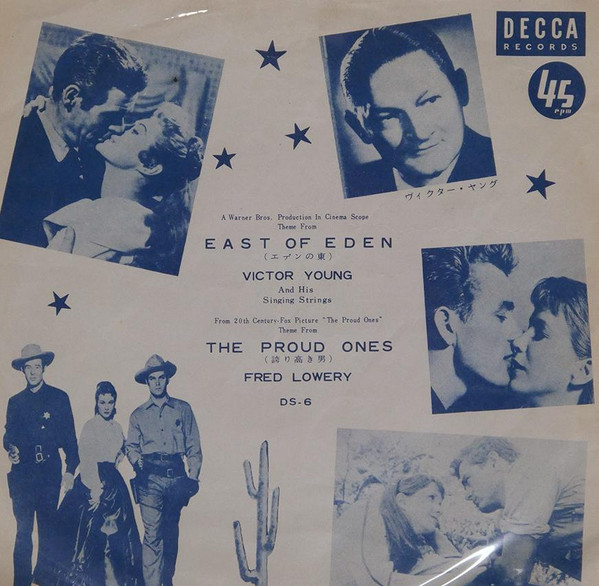 DECCA
RECORDS
45
rpm
ヴィクター・ヤング
A Warner Bros. Production In Cinema Scope
Theme From
EAST OF EDEN
(エデンの東)
VICTOR YOUNG
And His
Singing Strings
From 20th Century-Fox Picture "The Proud Ones"
Theme From
THE PROUD ONES
(誇り高き男)
FRED LOWERY
DS-6